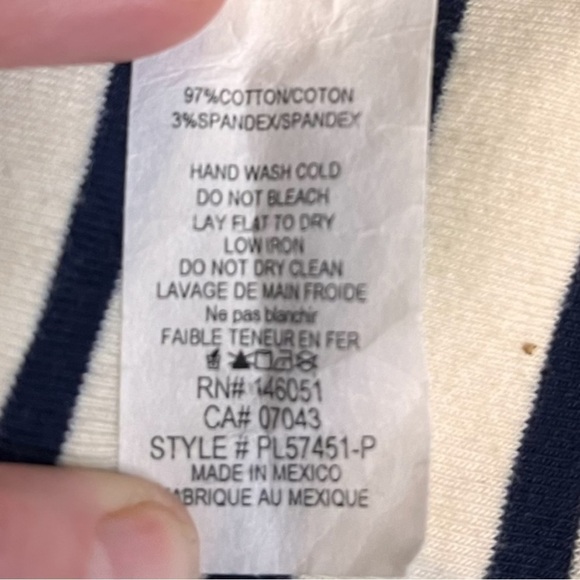 97%COTTON/COTON
3%SPANDEX/SPANDEX
HAND WASH COLD
DO NOT BLEACH
LAY FLAT TO DRY
LOW IRON
DO NOT DRY CLEAN
LAVAGE DE MAIN FROIDE
Ne pas blanchir
FAIBLE TENEUR EN FER
RN# 146051
CA# 07043
STYLE # PL57451-P
MADE IN MEXICO
FABRIQUE AU MEXIQUE